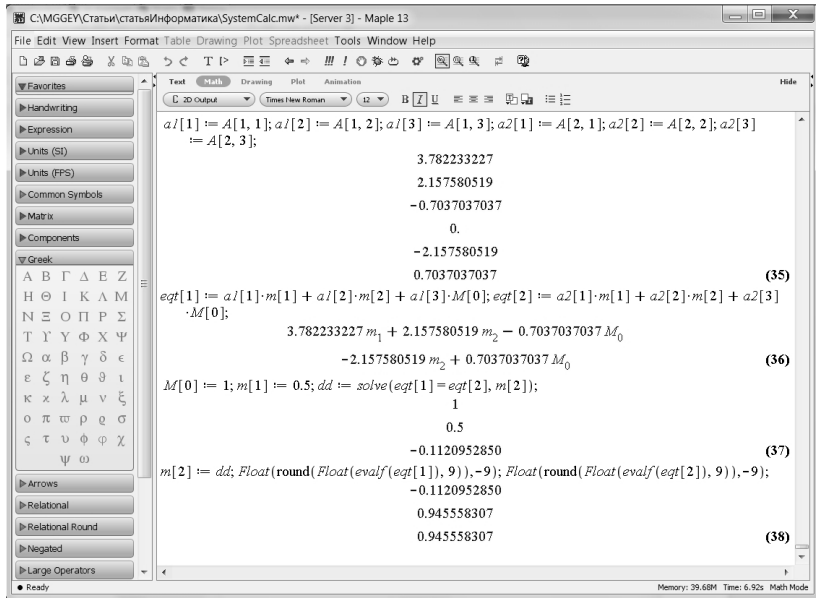 C:\MGGEY\Статьи\статьяИнформатика\SystemCalc.mw* - [Server 3] - Maple 13
File Edit View Insert Format Table Drawing Plot Spreadsheet Tools Window Help
Text Math Drawing Plot Animation Hide
C 2D Output Times New Roman 12 B I U
Favorites
Handwriting
Expression
Units (SI)
Units (FPS)
Common Symbols
Matrix
Components
Greek
Α Β Γ Δ Ε Ζ
Η Θ Ι Κ Λ Μ
Ν Ξ Ο Π Ρ Σ
Τ ϒ Υ Φ Χ Ψ
Ω α β γ δ ϵ
ε ζ η θ ϑ ι
κ ϰ λ μ ν ξ
ο π ϖ ρ ϱ σ
ς τ υ ϕ φ χ
ψ ω
Arrows
Relational
Relational Round
Negated
Large Operators
a1[1] := A[1, 1]; a1[2] := A[1, 2]; a1[3] := A[1, 3]; a2[1] := A[2, 1]; a2[2] := A[2, 2]; a2[3]
:= A[2, 3];
3.782233227
2.157580519
−0.7037037037
0.
−2.157580519
0.7037037037 (35)
eqt[1] := a1[1]·m[1] + a1[2]·m[2] + a1[3]·M[0]; eqt[2] := a2[1]·m[1] + a2[2]·m[2] + a2[3]
·M[0];
3.782233227 m₁ + 2.157580519 m₂ − 0.7037037037 M₀
−2.157580519 m₂ + 0.7037037037 M₀ (36)
M[0] := 1; m[1] := 0.5; dd := solve(eqt[1] = eqt[2], m[2]);
1
0.5
−0.1120952850 (37)
m[2] := dd; Float(round(Float(evalf(eqt[1]), 9)),−9); Float(round(Float(evalf(eqt[2]), 9)),−9);
−0.1120952850
0.945558307
0.945558307 (38)
Ready Memory: 39.68M Time: 6.92s Math Mode